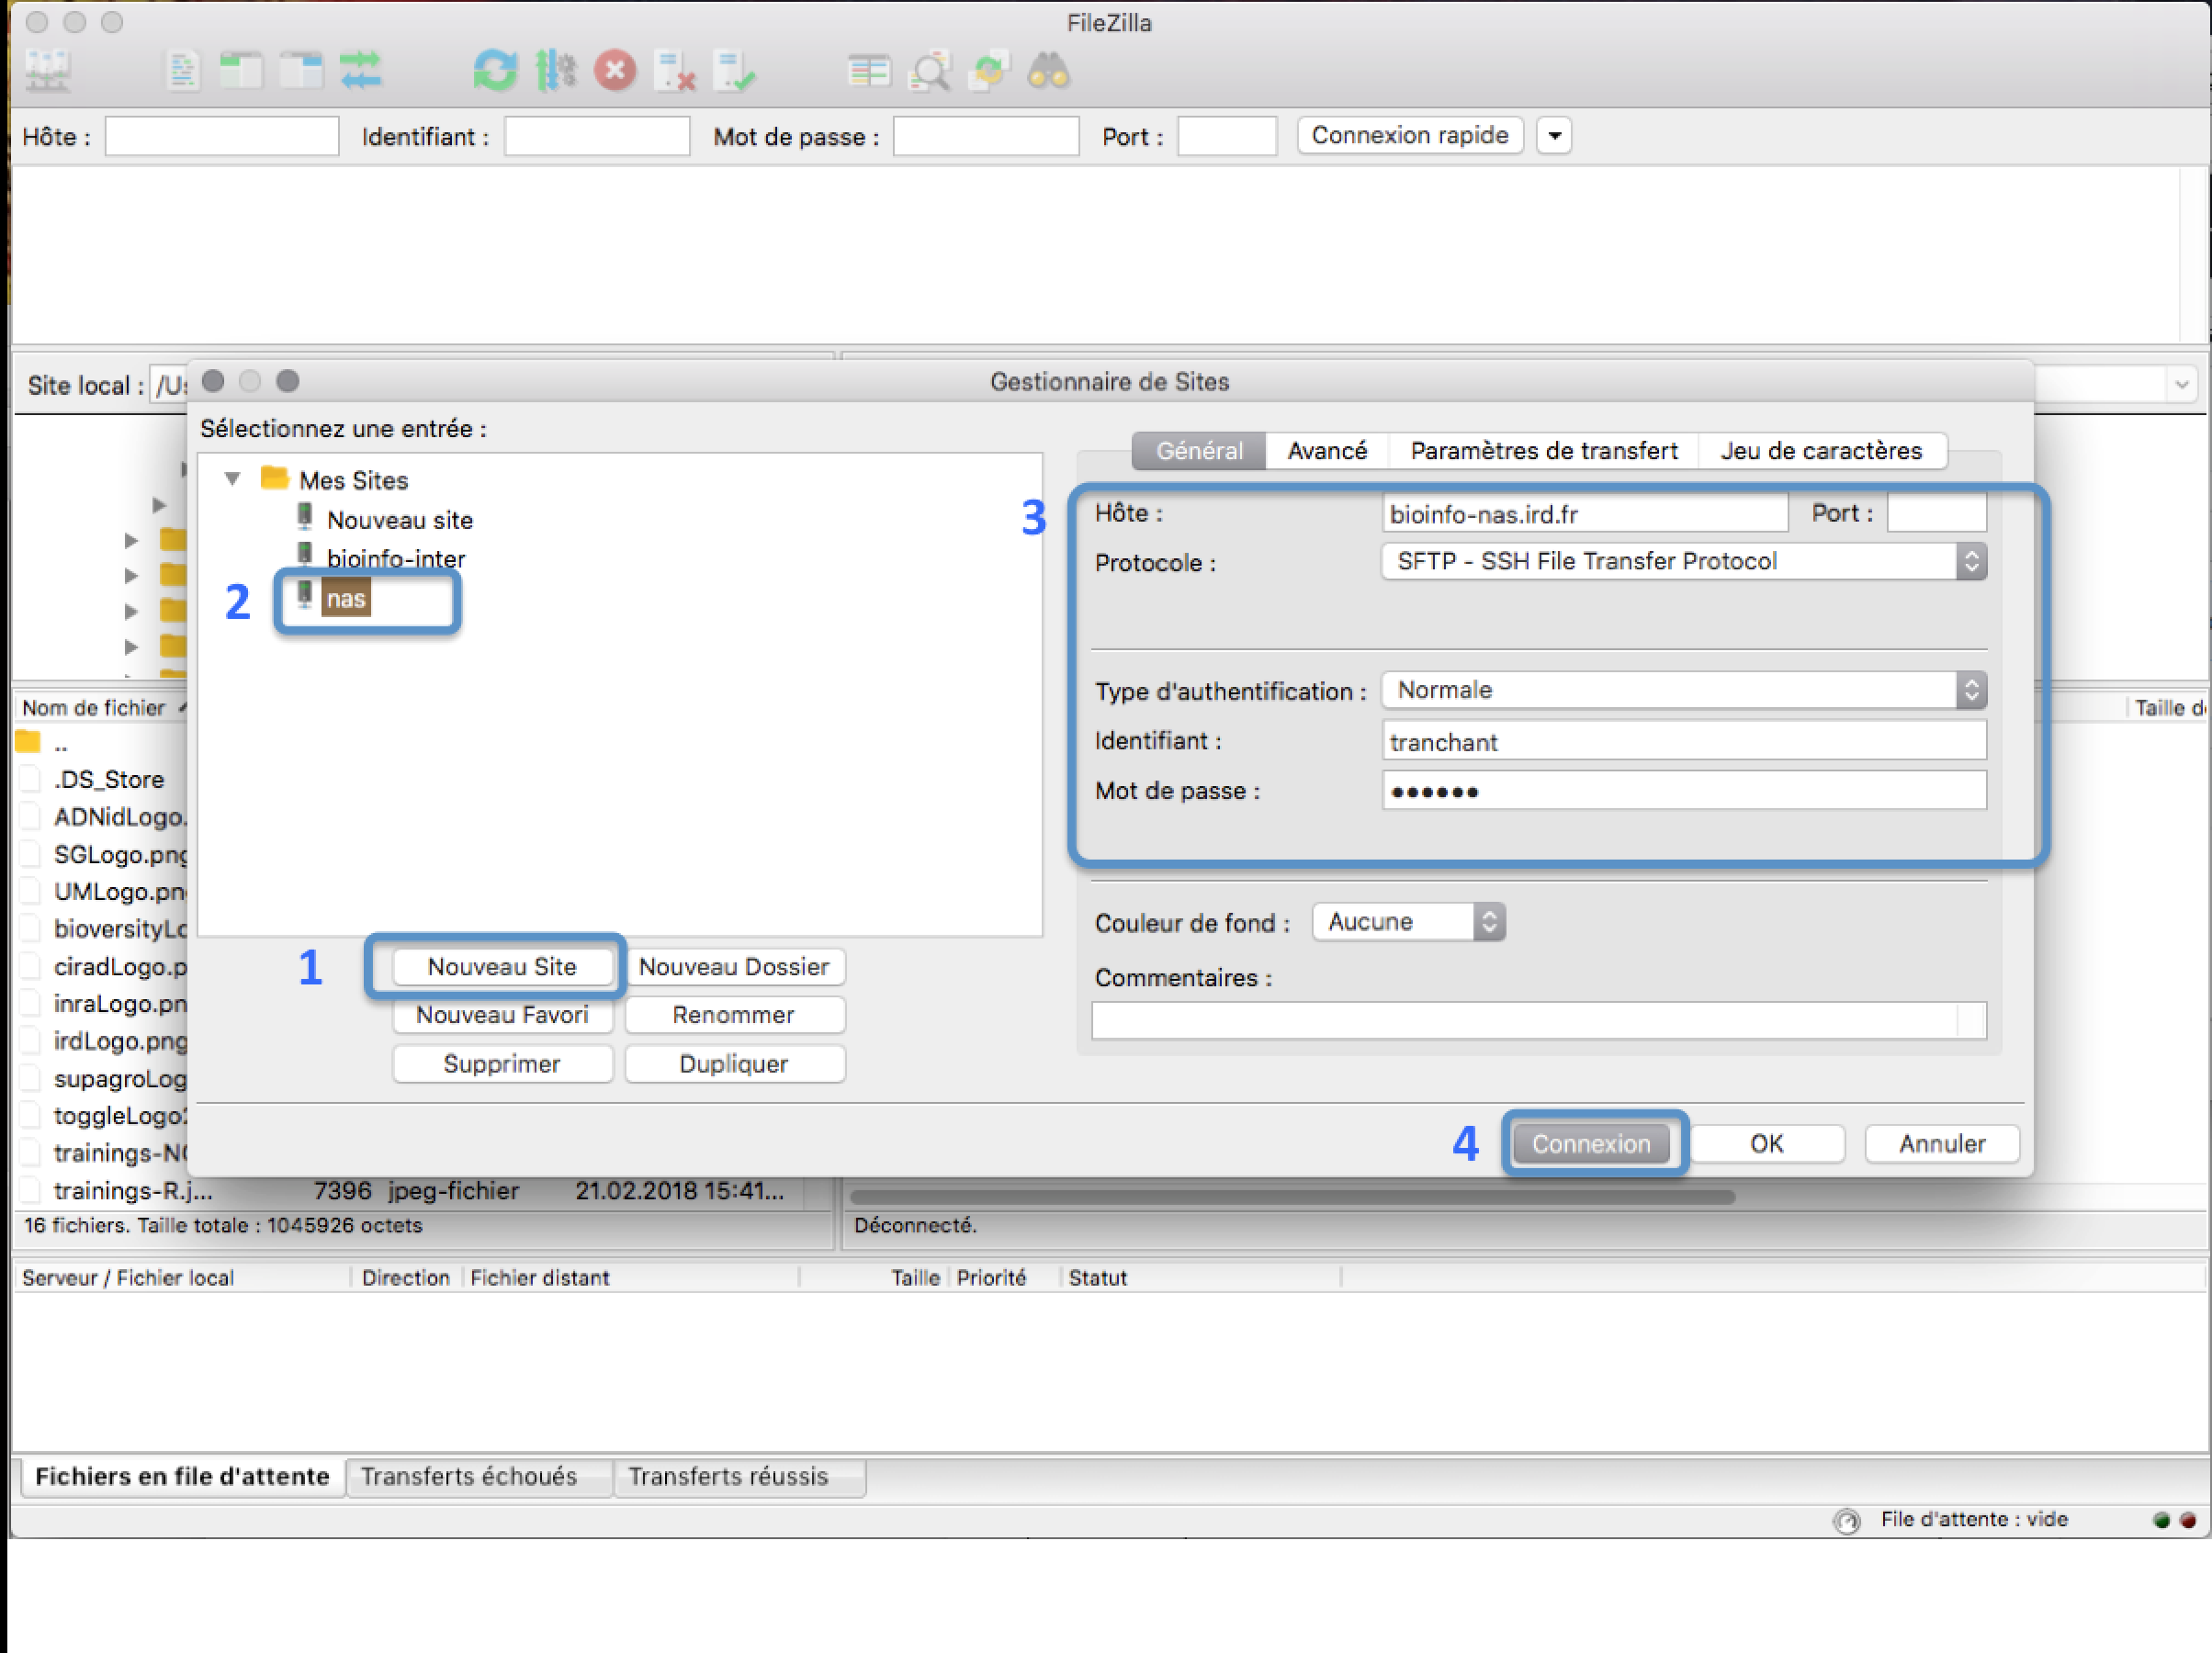 FileZilla
Hôte :
Identifiant :
Mot de passe :
Port :
Connexion rapide
Site local :
/Us
Gestionnaire de Sites
Sélectionnez une entrée :
Mes Sites
Nouveau site
bioinfo-inter
2
nas
1
Nouveau Site
Nouveau Dossier
Nouveau Favori
Renommer
Supprimer
Dupliquer
Général
Avancé
Paramètres de transfert
Jeu de caractères
3
Hôte :
bioinfo-nas.ird.fr
Port :
Protocole :
SFTP - SSH File Transfer Protocol
Type d'authentification :
Normale
Identifiant :
tranchant
Mot de passe :
••••••
Couleur de fond :
Aucune
Commentaires :
4
Connexion
OK
Annuler
Nom de fichier
Taille d
..
.DS_Store
ADNidLogo.
SGLogo.png
UMLogo.pn
bioversityLo
ciradLogo.p
inraLogo.pn
irdLogo.png
supagroLog
toggleLogo2
trainings-N
trainings-R.j... 7396 jpeg-fichier 21.02.2018 15:41...
16 fichiers. Taille totale : 1045926 octets
Déconnecté.
Serveur / Fichier local Direction Fichier distant Taille Priorité Statut
Fichiers en file d'attente
Transferts échoués
Transferts réussis
File d'attente : vide